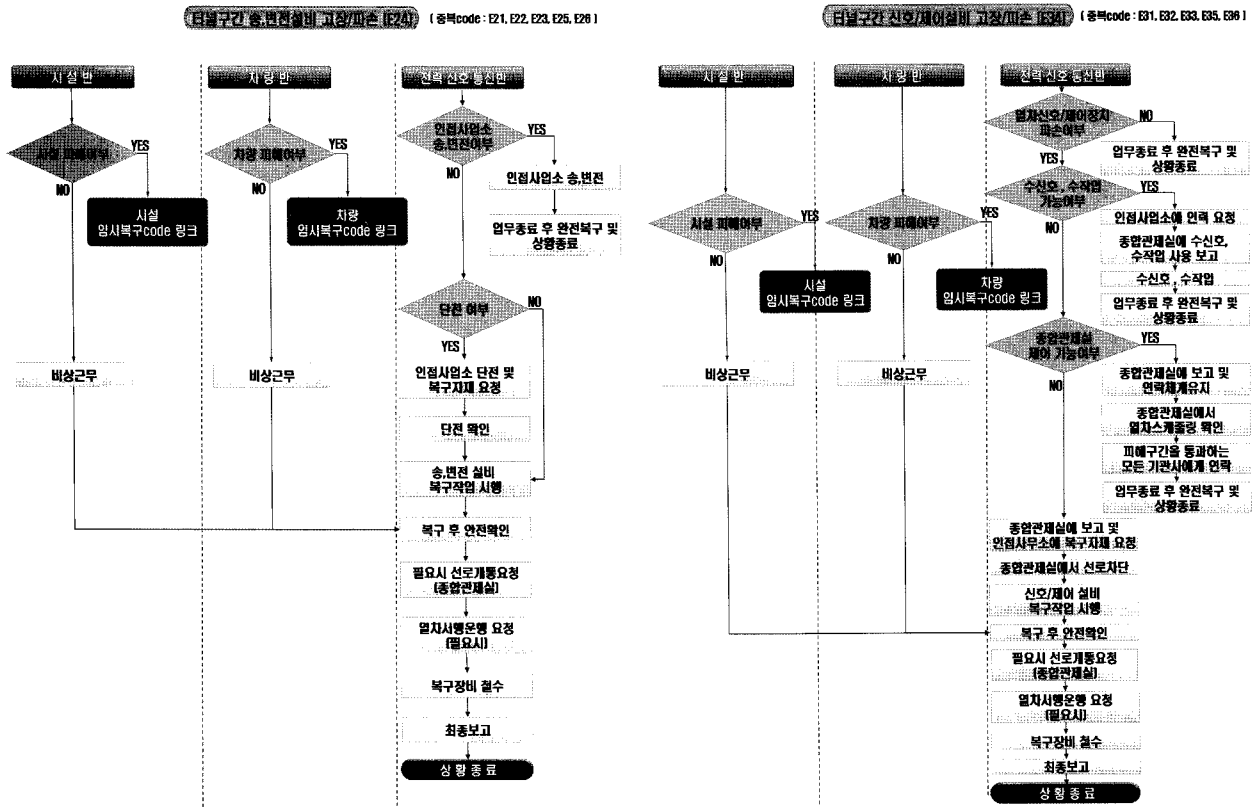 터널구간 송,변전설비 고장/파손 [E24]
( 중복code : E21, E22, E23, E25, E26 )
시 설 반
차 량 반
전력·신호·통신반
시설 피해여부
YES
NO
시설
임시복구code 링크
비상근무
차량 피해여부
YES
NO
차량
임시복구code 링크
비상근무
인접사업소
송,변전여부
YES
NO
인접사업소 송,변전
업무종료 후 완전복구 및
상황종료
단전 여부
NO
YES
인접사업소 단전 및
복구자재 요청
단전 확인
송,변전 설비
복구작업 시행
복구 후 안전확인
필요시 선로개통요청
(종합관제실)
열차서행운행 요청
(필요시)
복구장비 철수
최종보고
상 황 종 료
터널구간 신호/제어설비 고장/파손 [E34]
( 중복code : E31, E32, E33, E35, E36 )
시 설 반
차 량 반
전력·신호·통신반
시설 피해여부
YES
NO
시설
임시복구code 링크
비상근무
차량 피해여부
YES
NO
차량
임시복구code 링크
비상근무
열차신호/제어장치
파손여부
NO
YES
업무종료 후 완전복구 및
상황종료
수신호 , 수작업
가능여부
YES
NO
인접사업소에 인력 요청
종합관제실에 수신호,
수작업 사용 보고
수신호 , 수작업
업무종료 후 완전복구 및
상황종료
종합관제실
제어 가능여부
YES
NO
종합관제실에 보고 및
연락체계유지
종합관제실에서
열차스케줄링 확인
피해구간을 통과하는
모든 기관사에게 연락
업무종료 후 완전복구 및
상황종료
종합관제실에 보고 및
인접사무소에 복구자재 요청
종합관제실에서 선로차단
신호/제어 설비
복구작업 시행
복구 후 안전확인
필요시 선로개통요청
(종합관제실)
열차서행운행 요청
(필요시)
복구장비 철수
최종보고
상 황 종 료